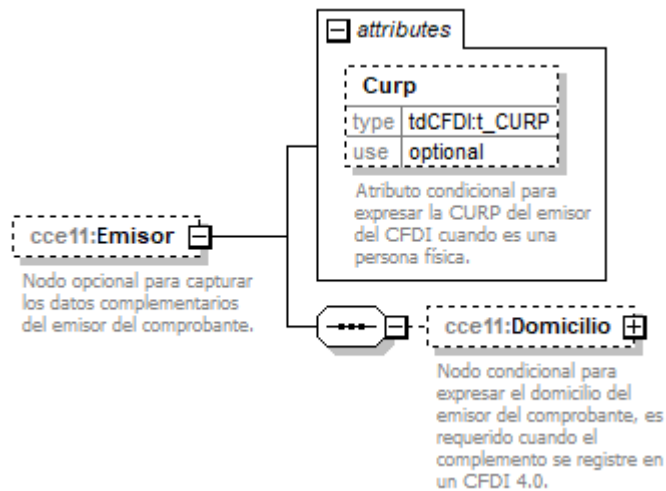 attributes
Curp
type tdCFDI:t_CURP
use optional
Atributo condicional para
expresar la CURP del emisor
del CFDI cuando es una
persona física.
cce11:Emisor
Nodo opcional para capturar
los datos complementarios
del emisor del comprobante.
cce11:Domicilio
Nodo condicional para
expresar el domicilio del
emisor del comprobante, es
requerido cuando el
complemento se registre en
un CFDI 4.0.